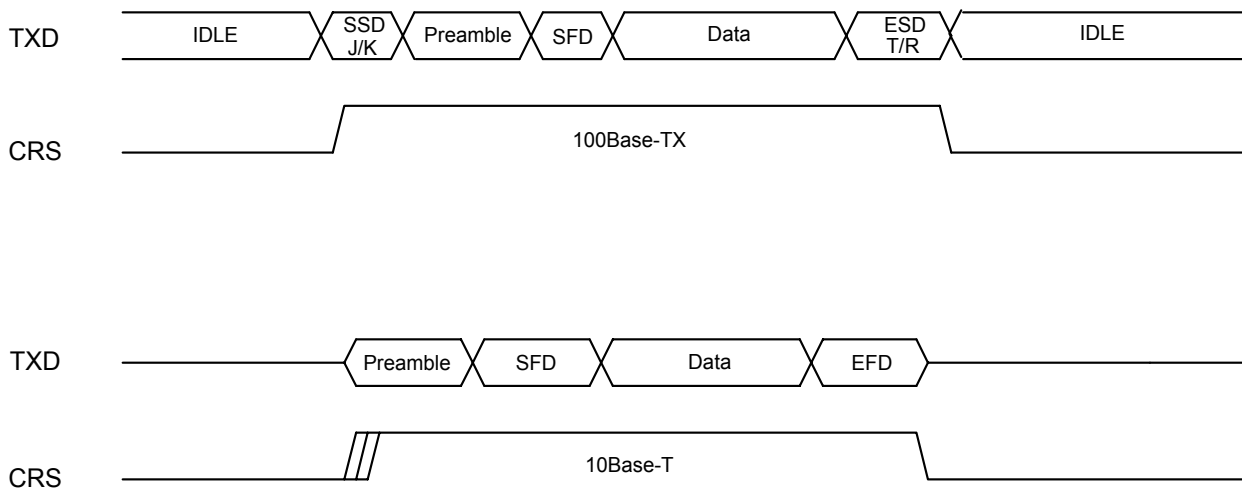 TXD IDLE SSD J/K Preamble SFD Data ESD T/R IDLE
CRS 100Base-TX
TXD Preamble SFD Data EFD
CRS 10Base-T